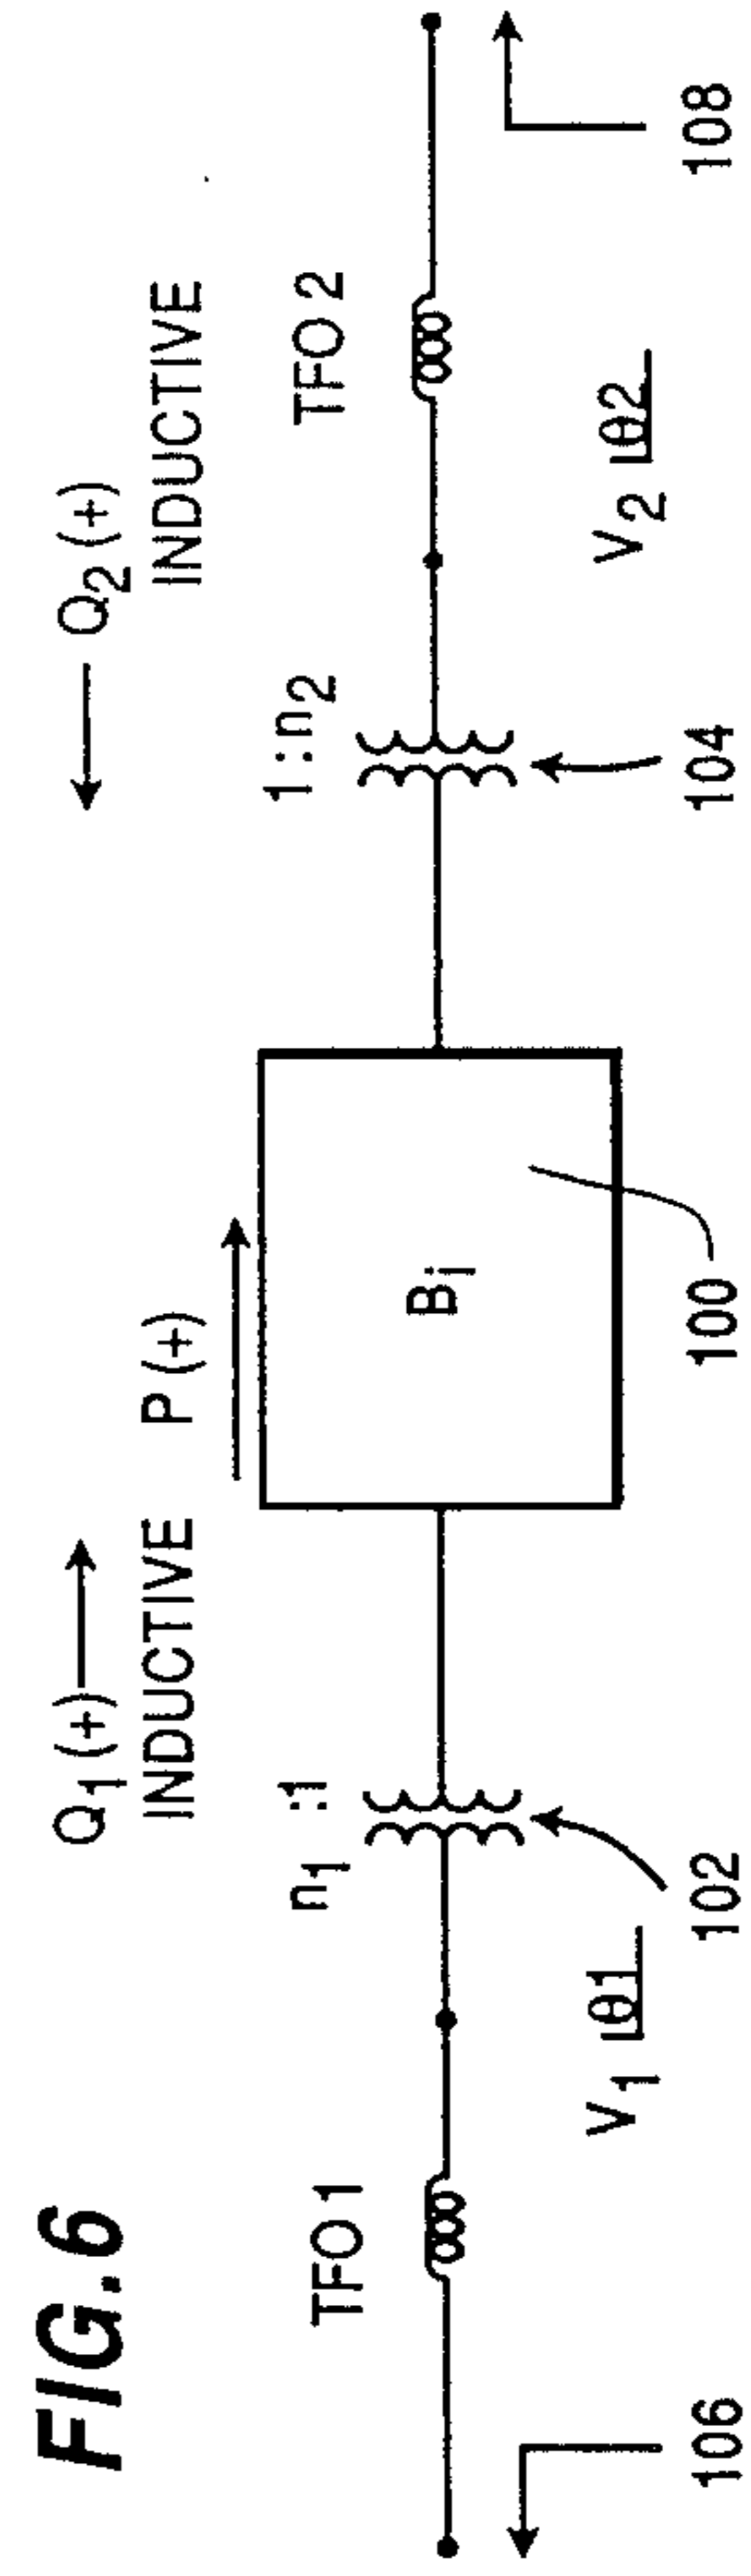 FIG.6
Q1 (+)
INDUCTIVE
P (+)
Q2 (+)
INDUCTIVE
TFO 1
n1 :1
Bi
1:n2
TFO 2
V1 θ1
V2 θ2
106
102
100
104
108